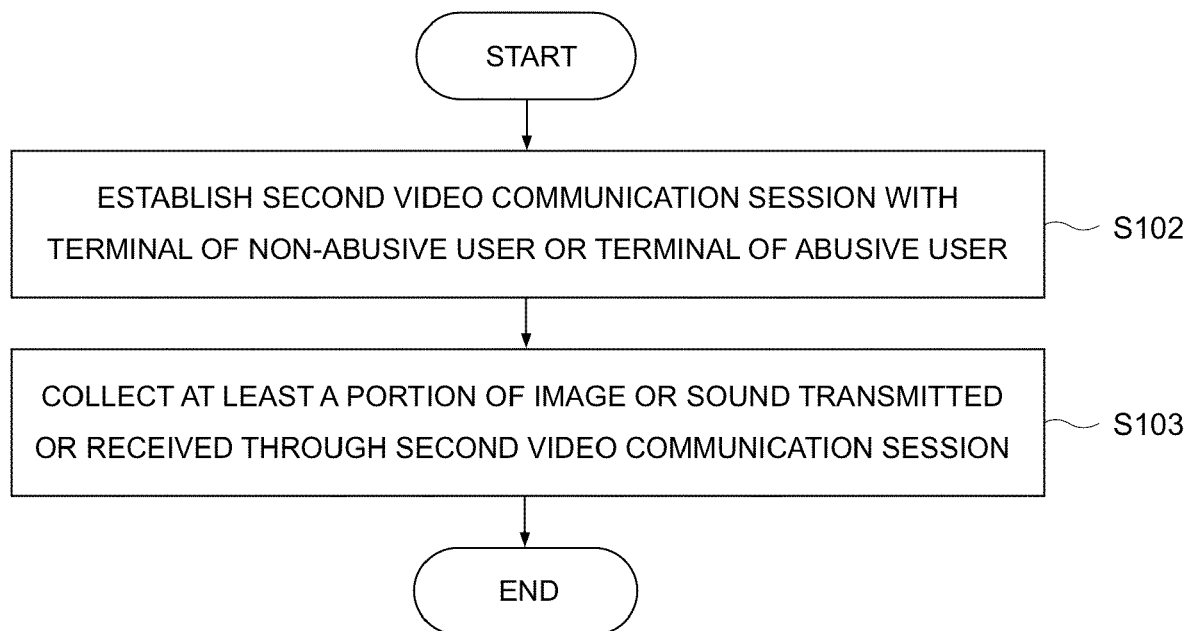 START
ESTABLISH SECOND VIDEO COMMUNICATION SESSION WITH
TERMINAL OF NON-ABUSIVE USER OR TERMINAL OF ABUSIVE USER
S102
COLLECT AT LEAST A PORTION OF IMAGE OR SOUND TRANSMITTED
OR RECEIVED THROUGH SECOND VIDEO COMMUNICATION SESSION
S103
END